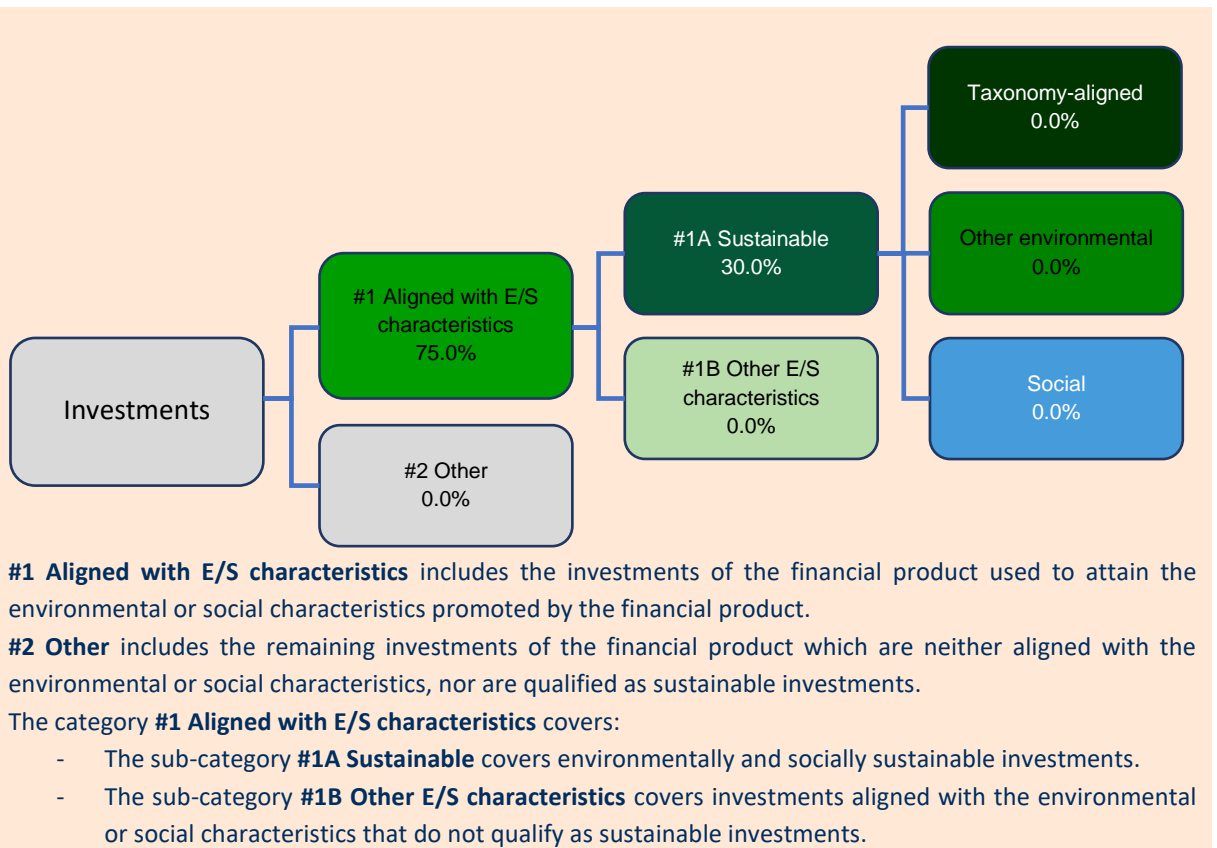 Taxonomy-aligned
0.0%
#1A Sustainable
30.0%
Other environmental
0.0%
#1 Aligned with E/S
characteristics
75.0%
#1B Other E/S
characteristics
0.0%
Social
0.0%
Investments
#2 Other
0.0%
#1 Aligned with E/S characteristics includes the investments of the financial product used to attain the
environmental or social characteristics promoted by the financial product.
#2 Other includes the remaining investments of the financial product which are neither aligned with the
environmental or social characteristics, nor are qualified as sustainable investments.
The category #1 Aligned with E/S characteristics covers:
- The sub-category #1A Sustainable covers environmentally and socially sustainable investments.
- The sub-category #1B Other E/S characteristics covers investments aligned with the environmental
or social characteristics that do not qualify as sustainable investments.